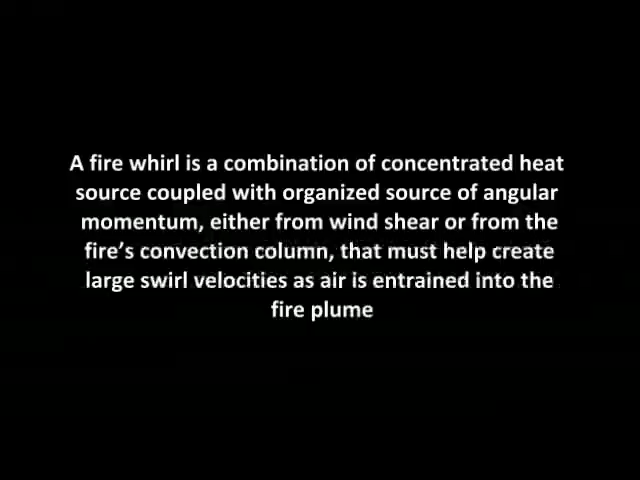 A fire whirl is a combination of concentrated heat
source coupled with organized source of angular
momentum, either from wind shear or from the
fire’s convection column, that must help create
large swirl velocities as air is entrained into the
fire plume